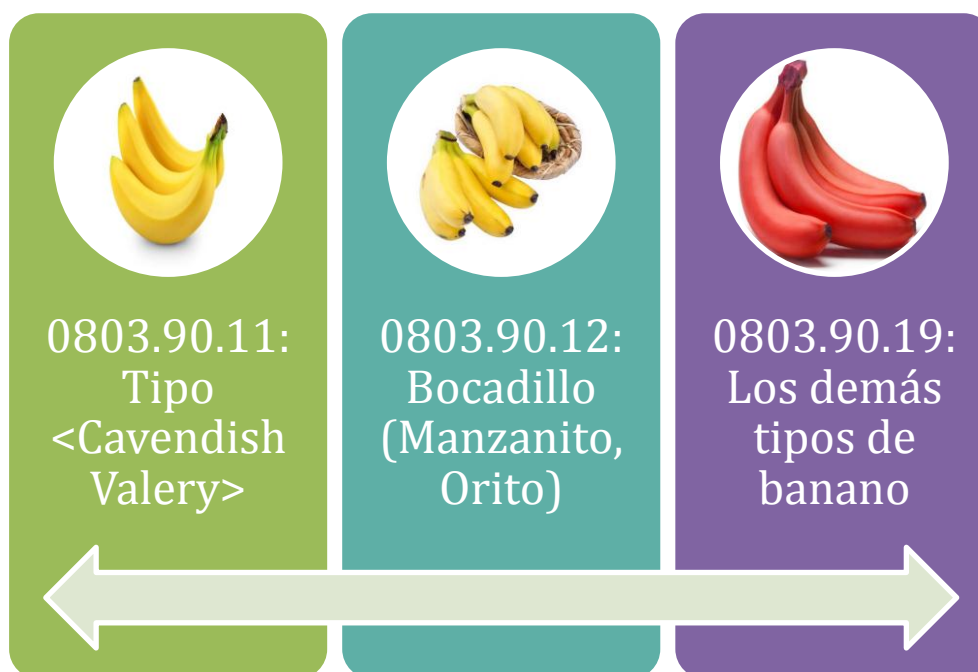 0803.90.11:
Tipo
<Cavendish
Valery>
0803.90.12:
Bocadillo
(Manzanito,
Orito)
0803.90.19:
Los demás
tipos de
banano